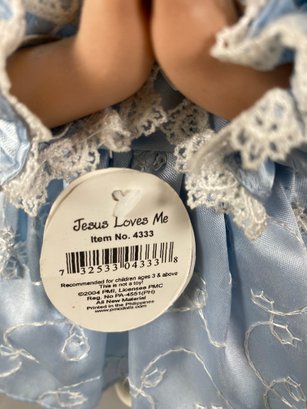 Jesus Loves Me
Item No. 4333
7 32533 04333 8
Recommended for children ages 3 & above
This is not a toy!
©2004 PMI, Licensee PMC
Reg. No PA-4551(PH)
All New Material
Printed in the Philippines
www.pmcdolls.com